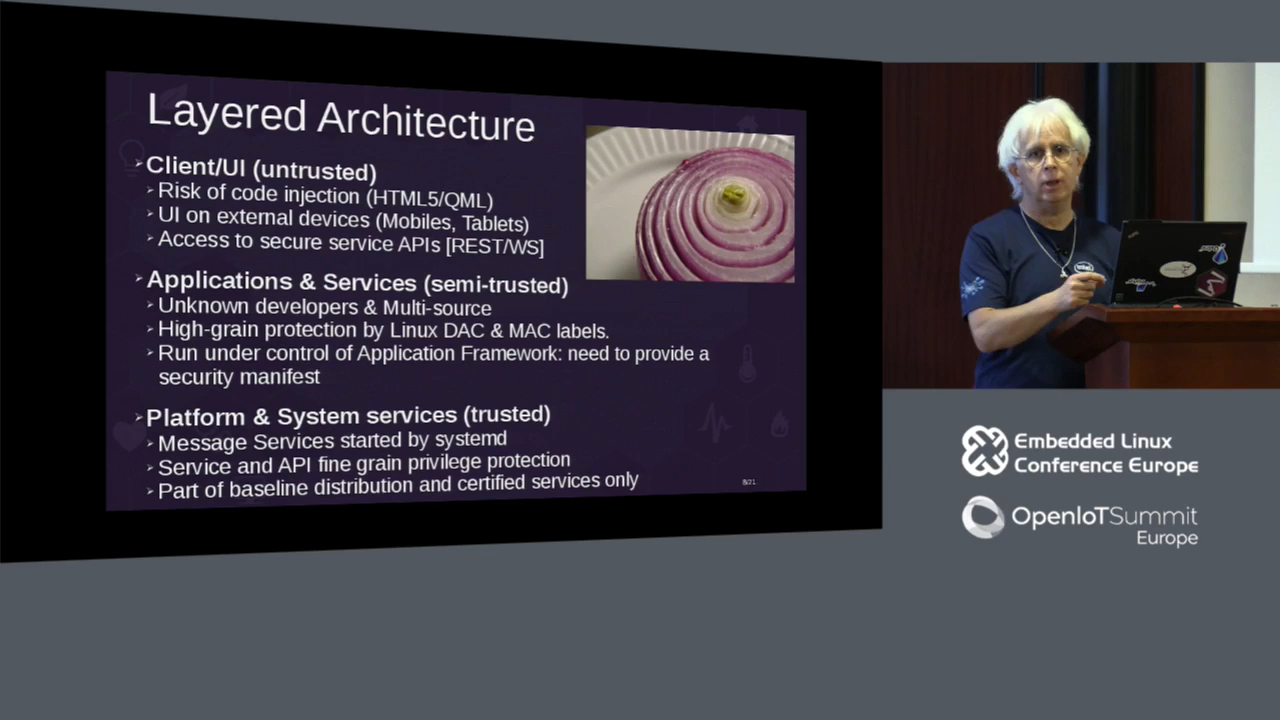 Layered Architecture
Client/UI (untrusted)
Risk of code injection (HTML5/QML)
UI on external devices (Mobiles, Tablets)
Access to secure service APIs [REST/WS]
Applications & Services (semi-trusted)
Unknown developers & Multi-source
High-grain protection by Linux DAC & MAC labels.
Run under control of Application Framework: need to provide a
security manifest
Platform & System services (trusted)
Message Services started by systemd
Service and API fine grain privilege protection
Part of baseline distribution and certified services only
8/21
intel
Embedded Linux
Conference Europe
OpenIoTSummit
Europe